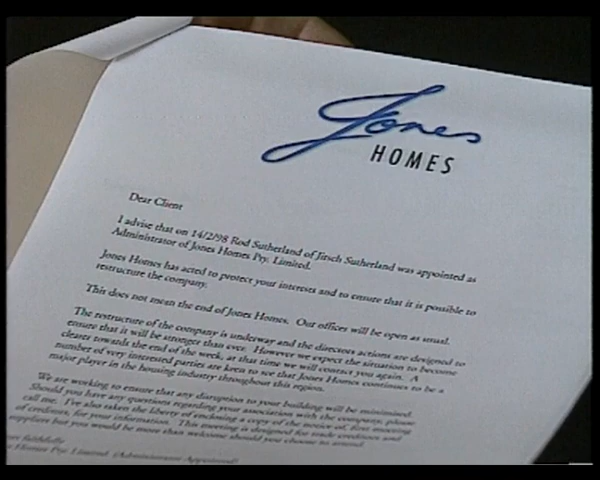 Jones
HOMES
Dear Client
I advise that on 14/2/98 Rod Sutherland of Jirsch Sutherland was appointed as
Administrator of Jones Homes Pty. Limited.
Jones Homes has acted to protect your interests and to ensure that it is possible to
restructure the company.
This does not mean the end of Jones Homes. Our offices will be open as usual.
The restructure of the company is underway and the directors actions are designed to
ensure that it will be stronger than ever. However we expect the situation to become
clearer towards the end of the week, at that time we will contact you again. A
number of very interested parties are keen to see that Jones Homes continues to be a
major player in the housing industry throughout this region.
We are working to ensure that any disruption to your building will be minimised.
Should you have any questions regarding your association with the company, please
call me. I've also taken the liberty of enclosing a copy of the notice of, first meeting
of creditors, for your information. This meeting is designed for trade creditors and
suppliers but you would be more than welcome should you choose to attend.
faithfully
Homes Pty. Limited. (Administrator Appointed)